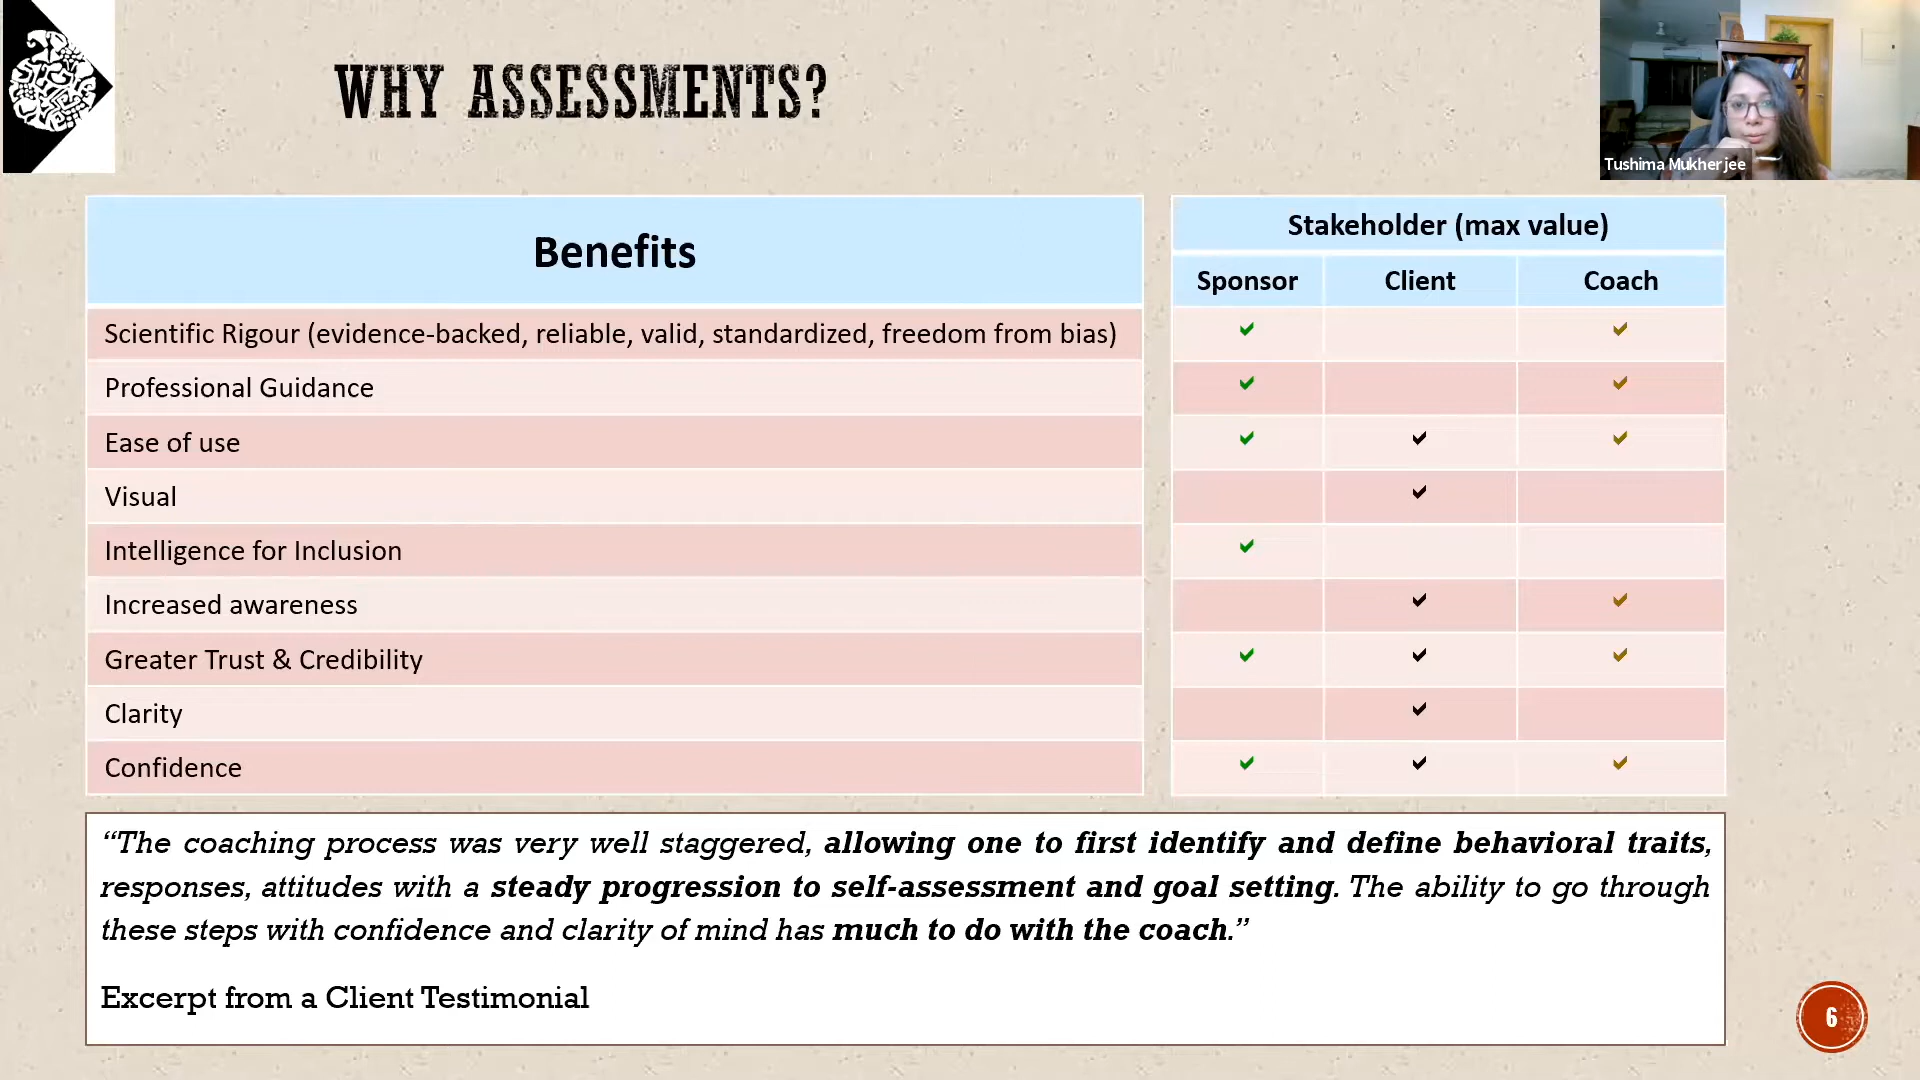 WHY ASSESSMENTS?
Tushima Mukherjee
Benefits
Stakeholder (max value)
Sponsor Client Coach
Scientific Rigour (evidence-backed, reliable, valid, standardized, freedom from bias) ✔ ✔
Professional Guidance ✔ ✔
Ease of use ✔ ✔ ✔
Visual ✔
Intelligence for Inclusion ✔
Increased awareness ✔ ✔
Greater Trust & Credibility ✔ ✔ ✔
Clarity ✔
Confidence ✔ ✔ ✔
“The coaching process was very well staggered, allowing one to first identify and define behavioral traits,
responses, attitudes with a steady progression to self-assessment and goal setting. The ability to go through
these steps with confidence and clarity of mind has much to do with the coach.”
Excerpt from a Client Testimonial
6